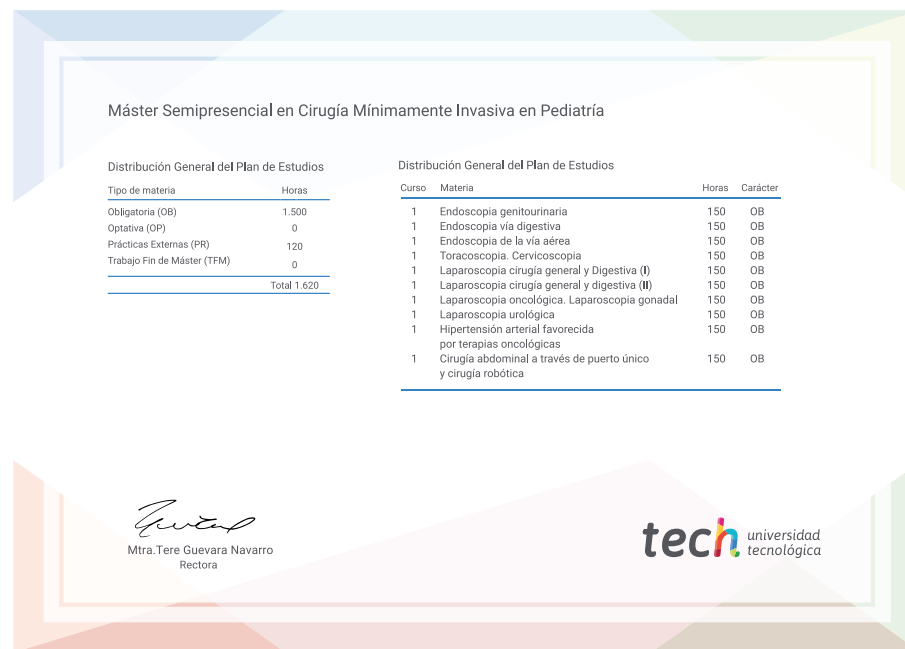 Máster Semipresencial en Cirugía Mínimamente Invasiva en Pediatría
Distribución General del Plan de Estudios
Tipo de materia Horas
Obligatoria (OB) 1.500
Optativa (OP) 0
Prácticas Externas (PR) 120
Trabajo Fin de Máster (TFM) 0
Total 1.620
Distribución General del Plan de Estudios
Curso Materia Horas Carácter
1 Endoscopia genitourinaria 150 OB
1 Endoscopia vía digestiva 150 OB
1 Endoscopia de la vía aérea 150 OB
1 Toracoscopia. Cervicoscopia 150 OB
1 Laparoscopia cirugía general y Digestiva (I) 150 OB
1 Laparoscopia cirugía general y digestiva (II) 150 OB
1 Laparoscopia oncológica. Laparoscopia gonadal 150 OB
1 Laparoscopia urológica 150 OB
1 Hipertensión arterial favorecida 150 OB
por terapias oncológicas
1 Cirugía abdominal a través de puerto único 150 OB
y cirugía robótica
Mtra.Tere Guevara Navarro
Rectora
tech universidad
tecnológica